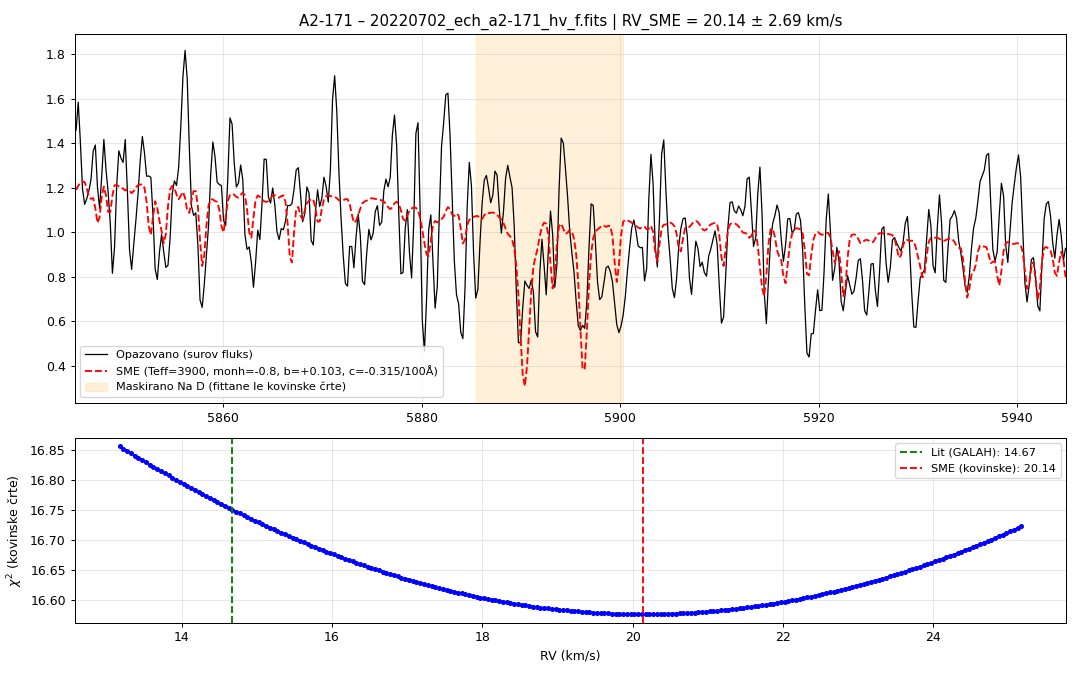 A2-171 – 20220702_ech_a2-171_hv_f.fits | RV_SME = 20.14 ± 2.69 km/s
1.8
1.6
1.4
1.2
1.0
0.8
0.6
0.4
Opazovano (surov fluks)
SME (Teff=3900, monh=-0.8, b=+0.103, c=-0.315/100Å)
Maskirano Na D (fittane le kovinske črte)
5860 5880 5900 5920 5940
16.85
16.80
16.75
16.70
16.65
16.60
χ² (kovinske črte)
Lit (GALAH): 14.67
SME (kovinske): 20.14
14 16 18 20 22 24
RV (km/s)